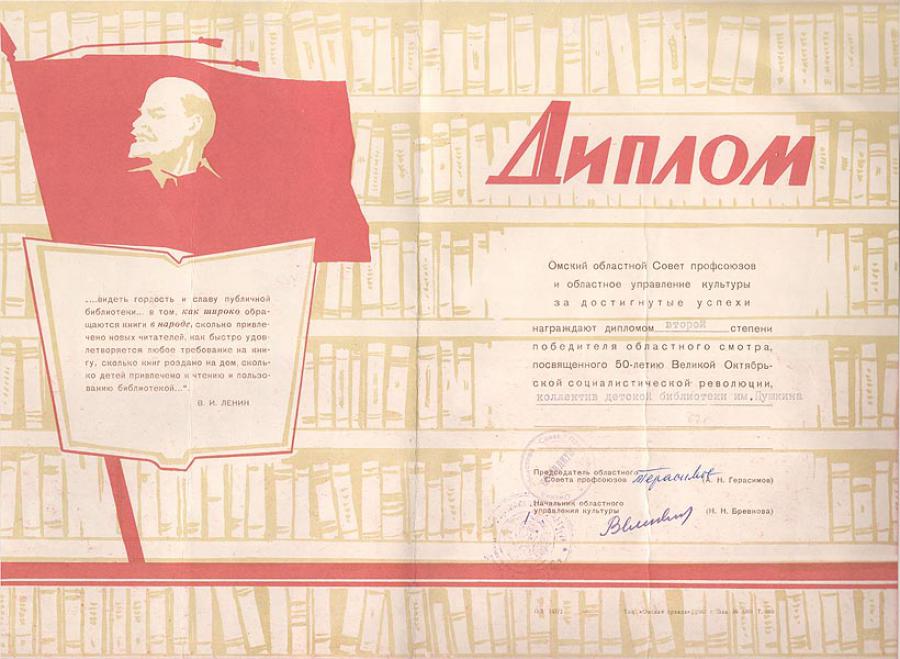 „...видеть гордость и славу публичной
библиотеки... в том, как широко обра-
щаются книги в народе, сколько привле-
чено новых читателей, как быстро удов-
летворяется любое требование на кни-
гу, сколько книг роздано на дом, сколь-
ко детей привлечено к чтению и пользо-
ванию библиотекой...".
В. И. ЛЕНИН
Диплом
Омский областной Совет профсоюзов
и областное управление культуры
за достигнутые успехи
награждают дипломом второй степени
победителя областного смотра,
посвященного 50-летию Великой Октябрь-
ской социалистической революции,
коллектив детской библиотеки им.Пушкина
Председатель областного
Совета профсоюзов (А. Н. Герасимов)
Начальник областного
управления культуры (Н. Н. Бревнова)